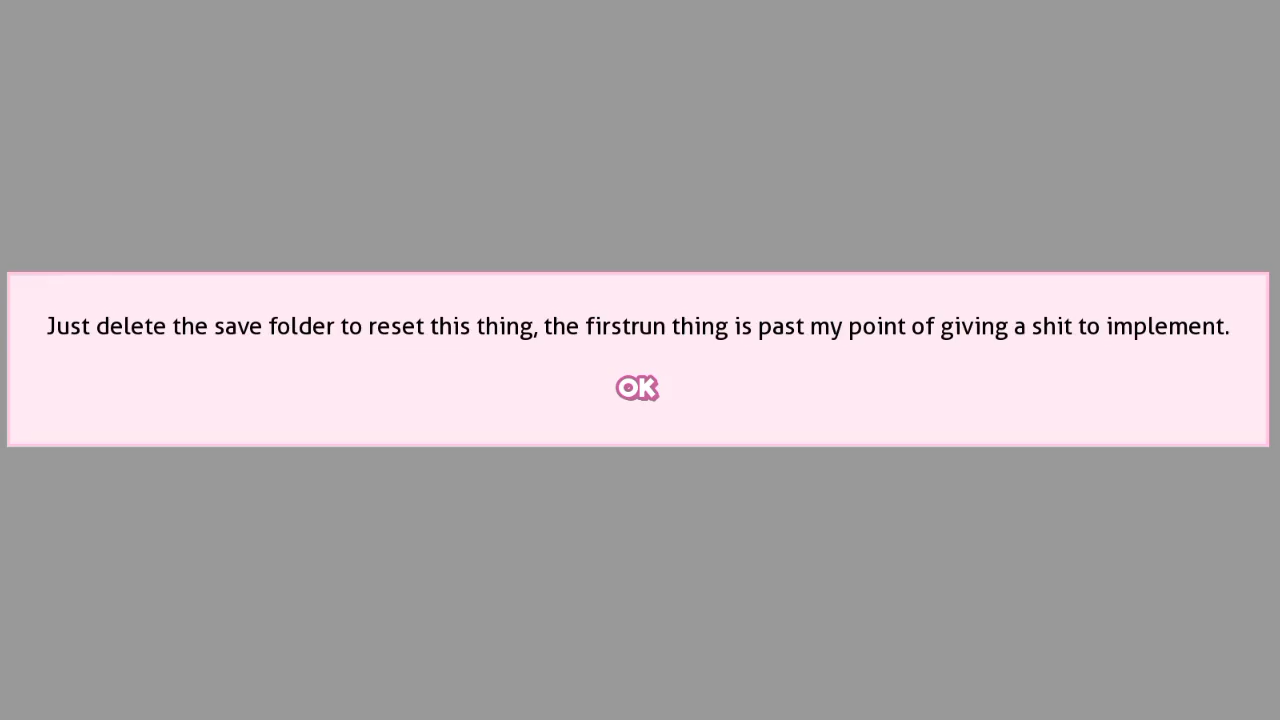 Just delete the save folder to reset this thing, the firstrun thing is past my point of giving a shit to implement.
OK